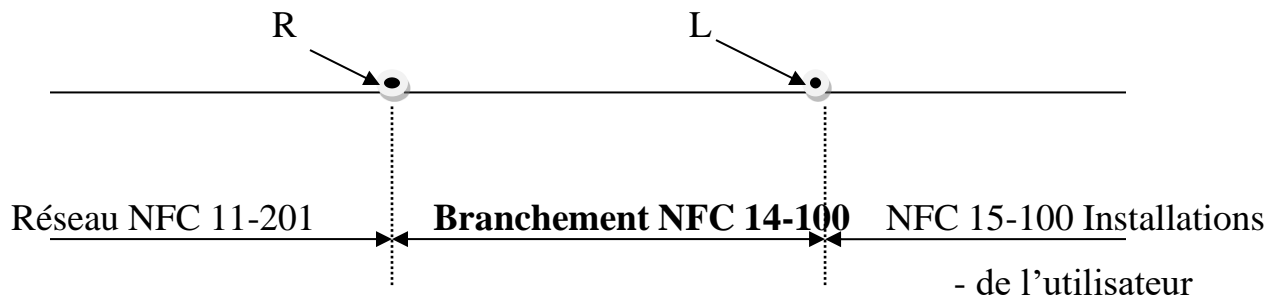 R L
Réseau NFC 11-201 Branchement NFC 14-100 NFC 15-100 Installations
- de l’utilisateur